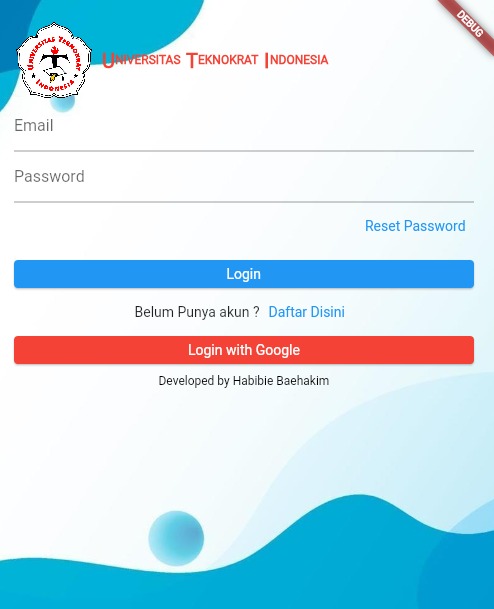 DEBUG
UNIVERSITAS TEKNOKRAT INDONESIA
UNIVERSITAS TEKNOKRAT
INDONESIA
Email
Password
Reset Password
Login
Belum Punya akun ? Daftar Disini
Login with Google
Developed by Habibie Baehakim